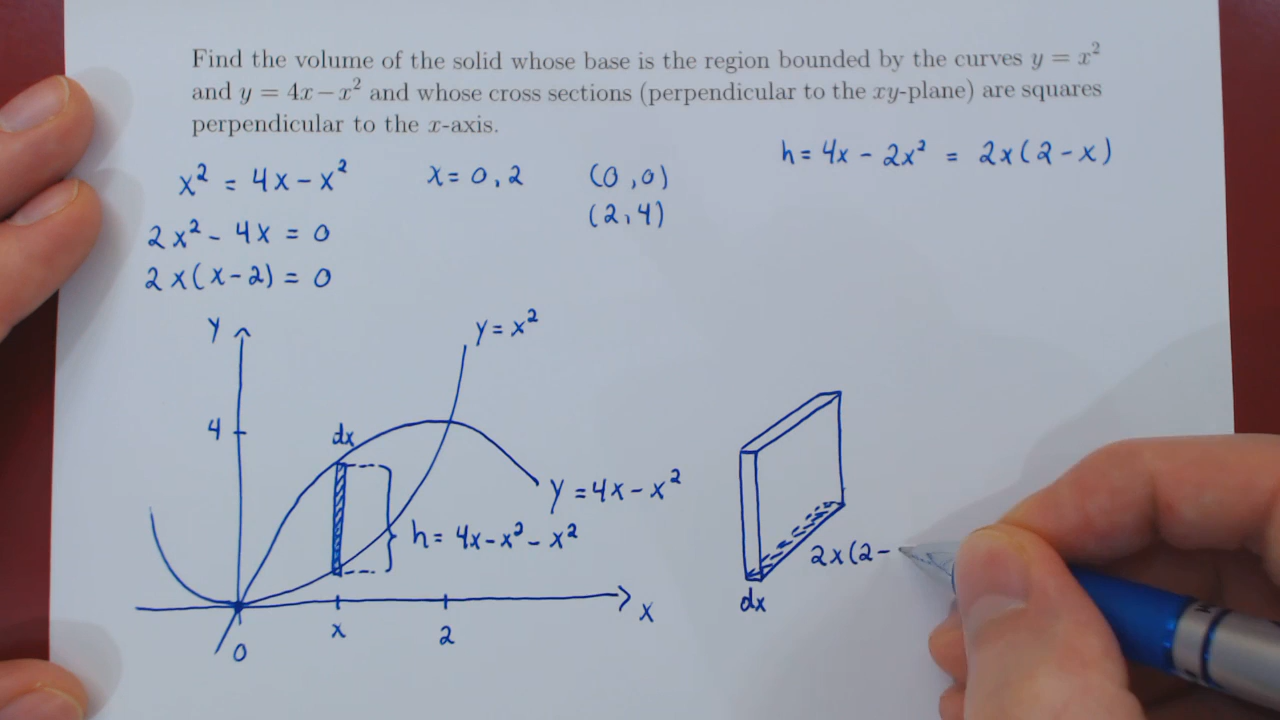 Find the volume of the solid whose base is the region bounded by the curves y = x²
and y = 4x − x² and whose cross sections (perpendicular to the xy-plane) are squares
perpendicular to the x-axis.
x² = 4x − x²
2x² − 4x = 0
2x(x − 2) = 0
x = 0, 2
(0, 0)
(2, 4)
h = 4x − 2x² = 2x(2 − x)
y
y = x²
4
dx
y = 4x − x²
h = 4x − x² − x²
x
x
2
0
2x(2 −
dx